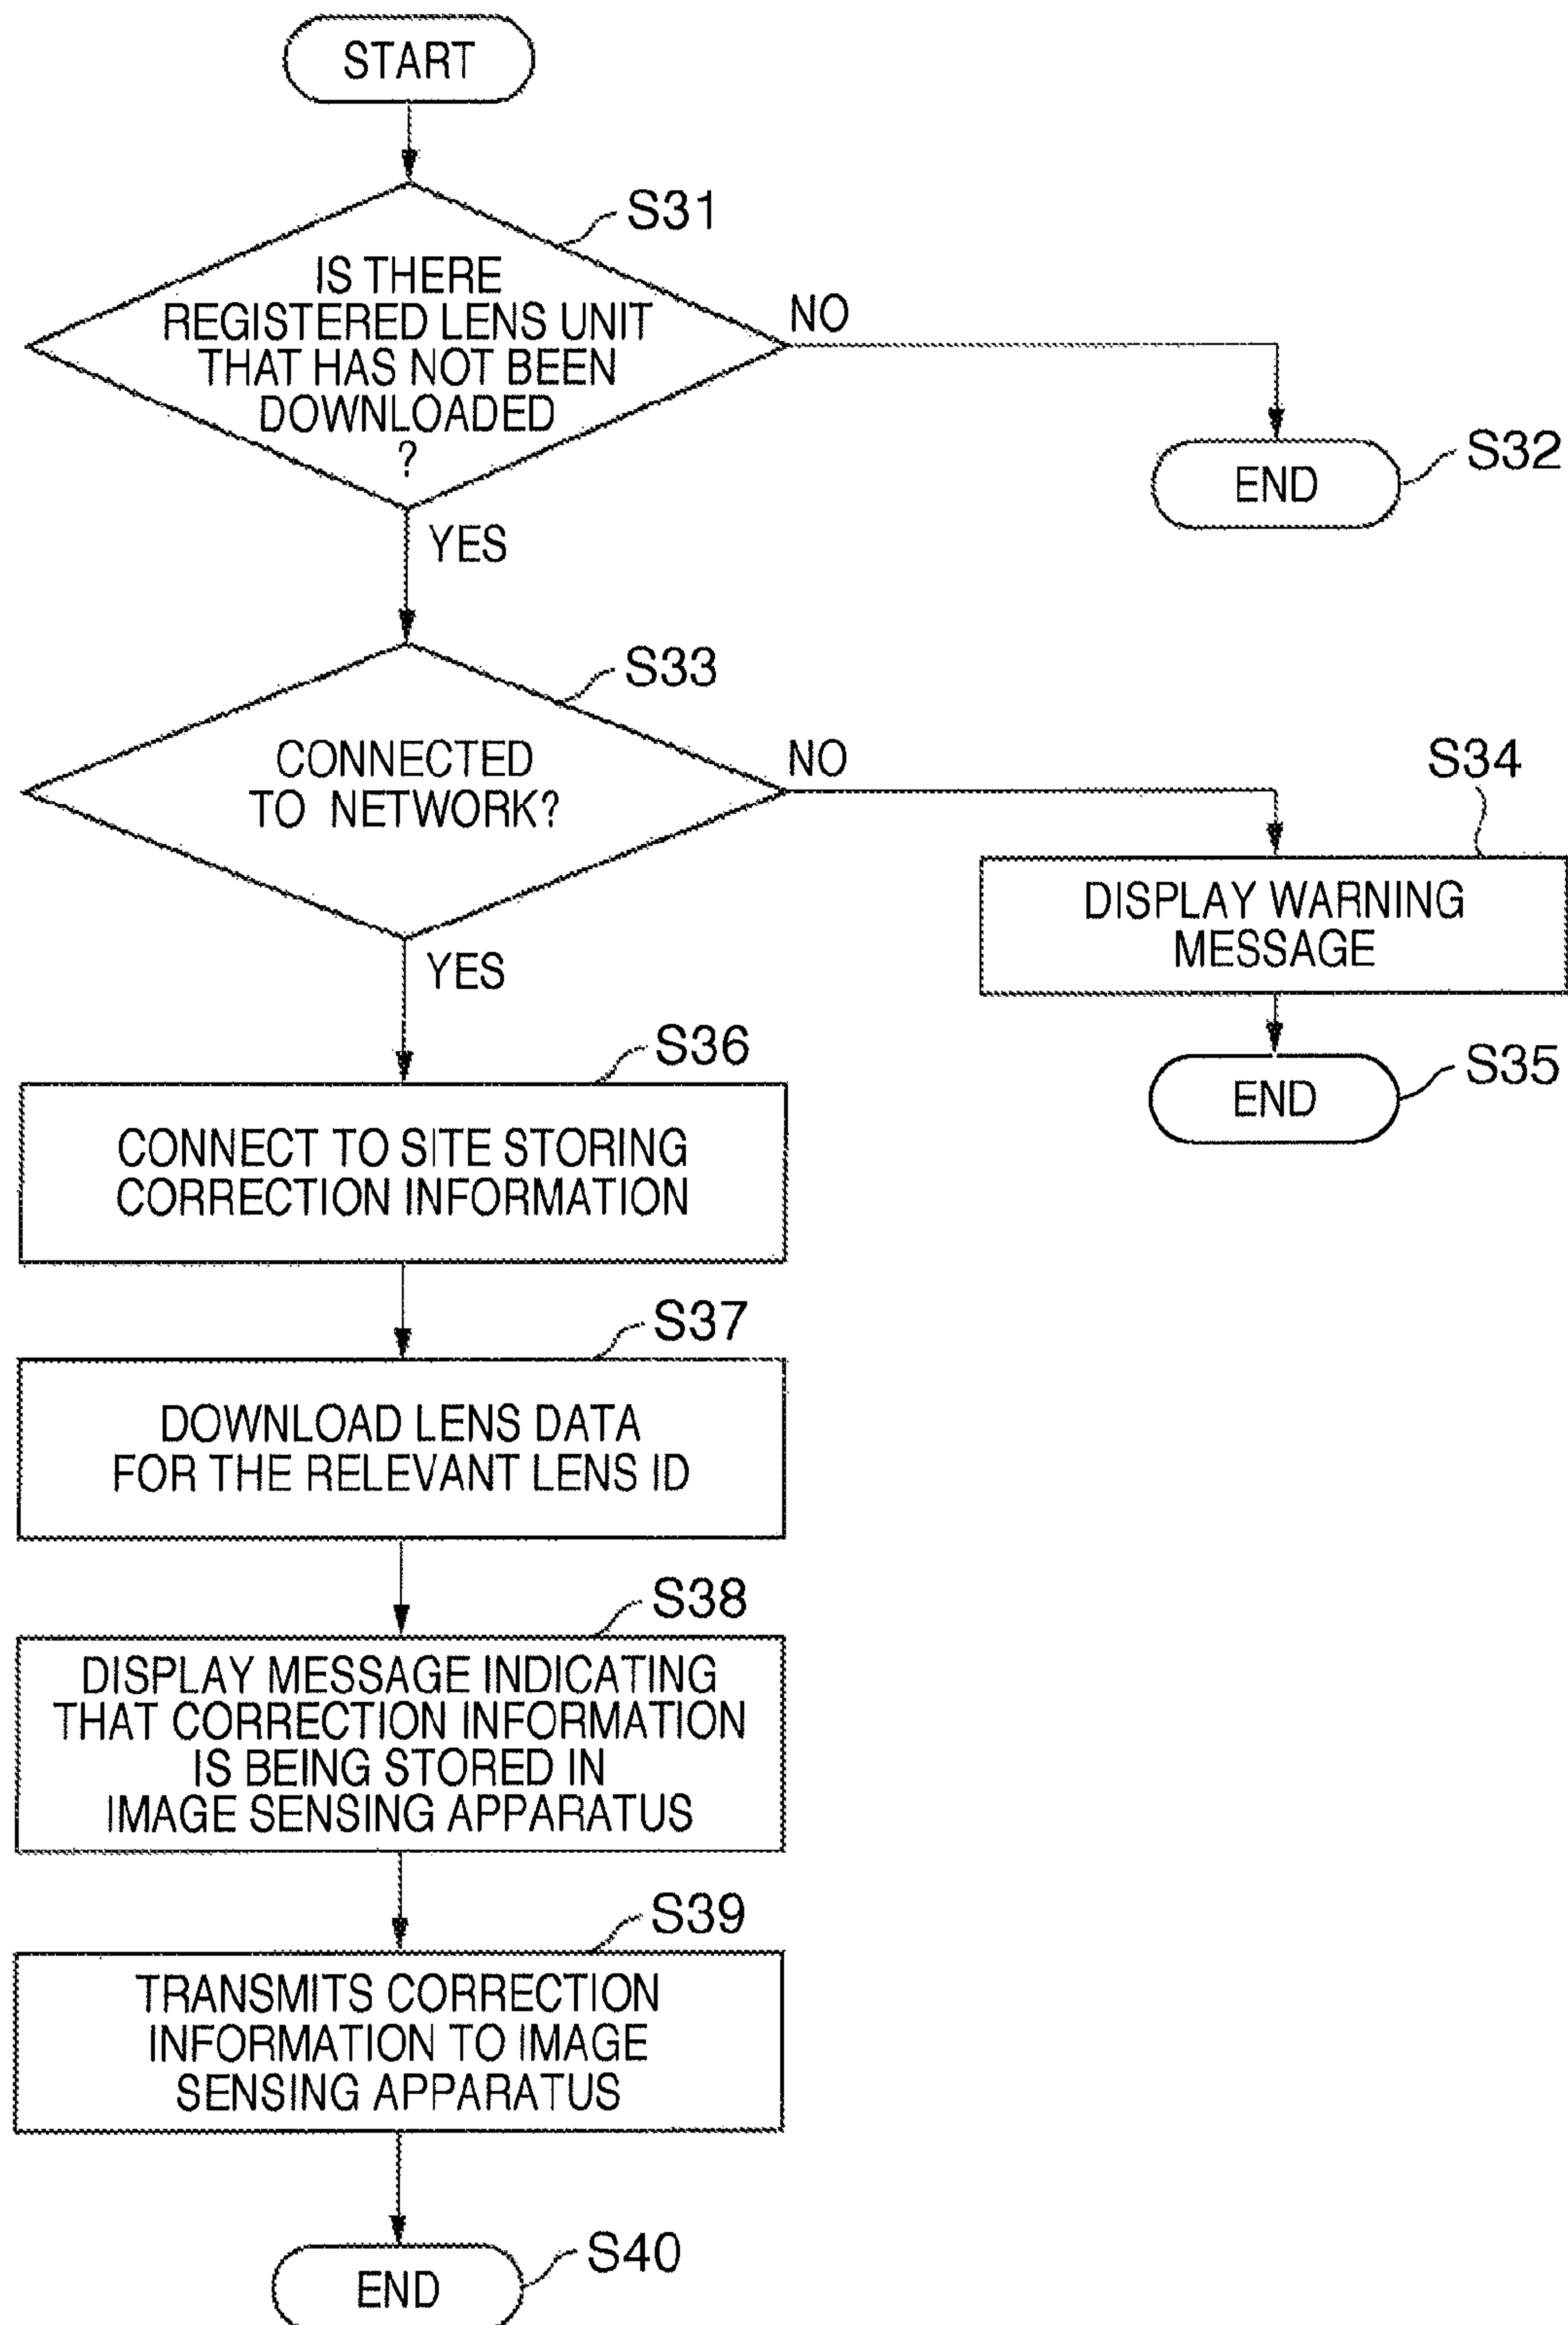 START
S31
IS THERE
REGISTERED LENS UNIT
THAT HAS NOT BEEN
DOWNLOADED
?
NO
END
S32
YES
S33
CONNECTED
TO NETWORK?
NO
S34
DISPLAY WARNING
MESSAGE
END
S35
YES
S36
CONNECT TO SITE STORING
CORRECTION INFORMATION
S37
DOWNLOAD LENS DATA
FOR THE RELEVANT LENS ID
S38
DISPLAY MESSAGE INDICATING
THAT CORRECTION INFORMATION
IS BEING STORED IN
IMAGE SENSING APPARATUS
S39
TRANSMITS CORRECTION
INFORMATION TO IMAGE
SENSING APPARATUS
S40
END